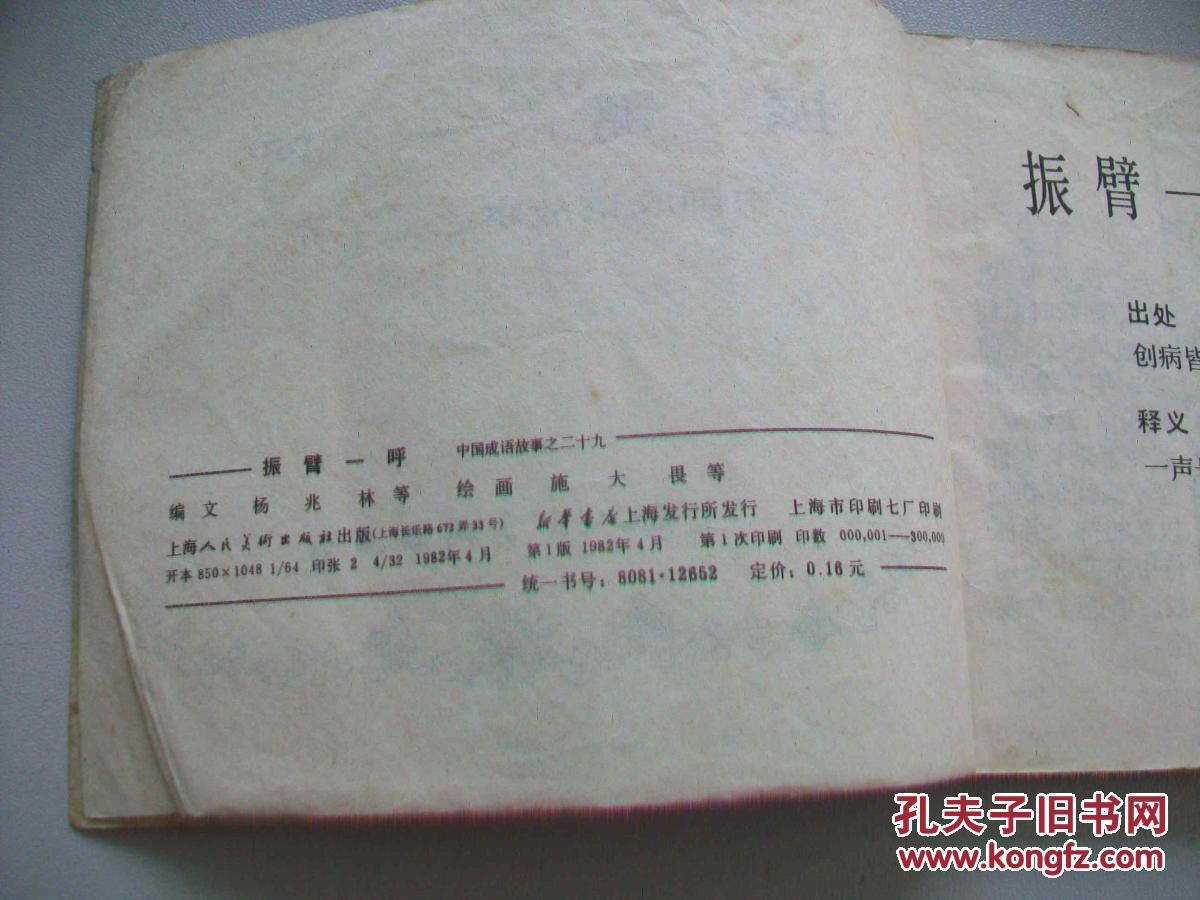 振臂一呼 中国成语故事之二十九
编文 杨兆林等 绘画 施大畏等
上海人民美术出版社出版(上海长乐路672弄33号) 新华书店上海发行所发行 上海市印刷七厂印刷
开本 850×1048 1/64 印张 2 4/32 1982年4月 第1版 1982年4月 第1次印刷 印数 000,001—300,000
统一书号：8081·12652 定价：0.16元
振臂一
出处
创病皆
释义
一声号
孔夫子旧书网
www.kongfz.com